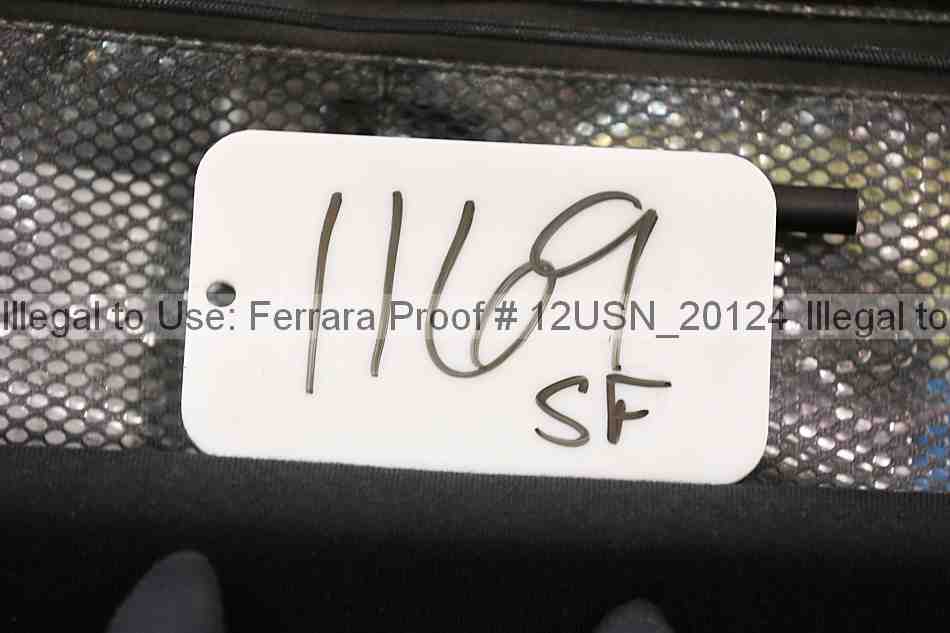 1169
Illegal to Use: Ferrara Proof # 12USN_20124 Illegal to
SF